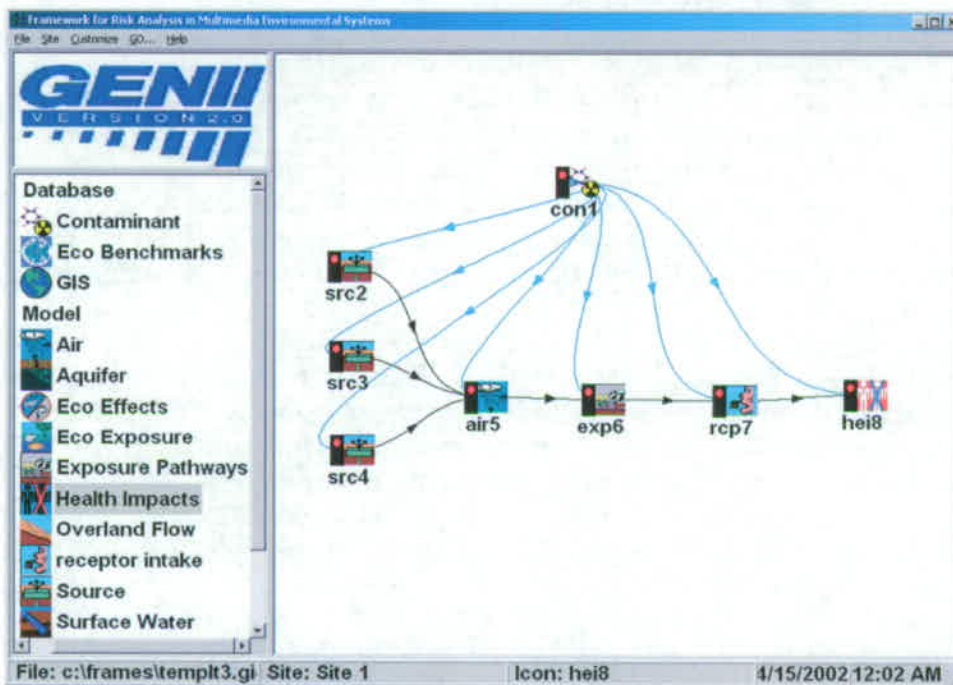 Framework for Risk Analysis in Multimedia Environmental Systems
File Site Customize GO... Help
GENII
VERSION 2.0
Database
Contaminant
Eco Benchmarks
GIS
Model
Air
Aquifer
Eco Effects
Eco Exposure
Exposure Pathways
Health Impacts
Overland Flow
receptor intake
Source
Surface Water
con1
src2
src3
src4
air5
exp6
rcp7
hei8
File: c:\frames\templt3.gi Site: Site 1 Icon: hei8 4/15/2002 12:02 AM